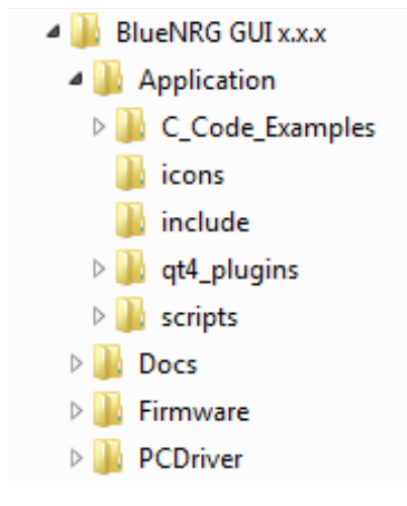 BlueNRG GUI x.x.x
Application
C_Code_Examples
icons
include
qt4_plugins
scripts
Docs
Firmware
PCDriver